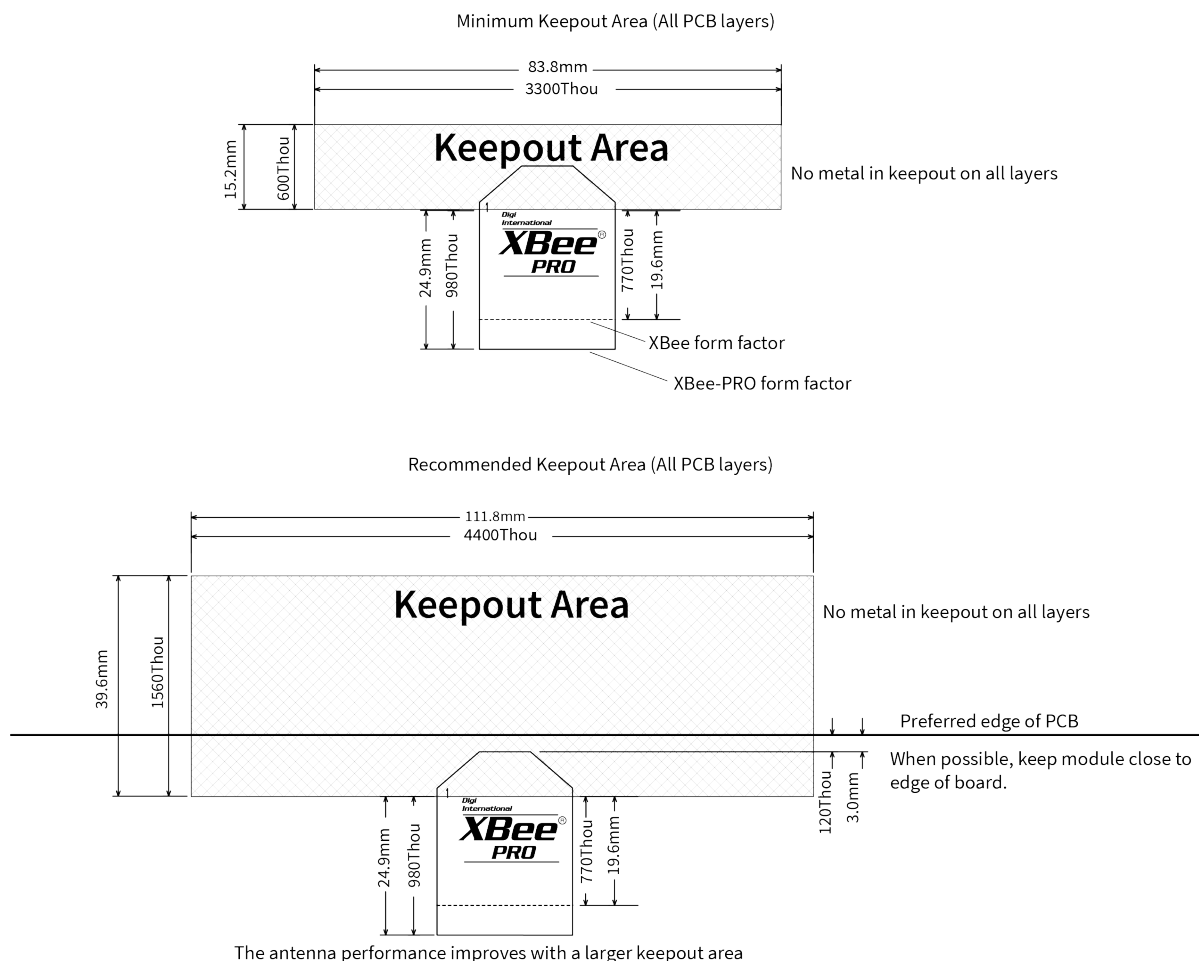 Minimum Keepout Area (All PCB layers)
83.8mm
3300Thou
Keepout Area
15.2mm
600Thou
No metal in keepout on all layers
1
Digi
International
XBee®
PRO
24.9mm
980Thou
770Thou
19.6mm
XBee form factor
XBee-PRO form factor
Recommended Keepout Area (All PCB layers)
111.8mm
4400Thou
Keepout Area
No metal in keepout on all layers
39.6mm
1560Thou
Preferred edge of PCB
When possible, keep module close to
edge of board.
120Thou
3.0mm
1
Digi
International
XBee®
PRO
24.9mm
980Thou
770Thou
19.6mm
The antenna performance improves with a larger keepout area